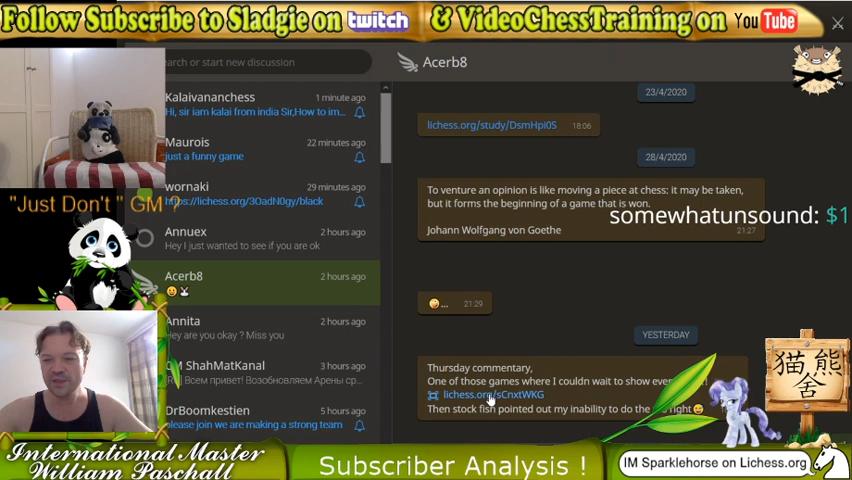 Follow Subscribe to Sladgie on twitch & VideoChessTraining on YouTube
search or start new discussion
Acerb8
Kalaivananchess 1 minute ago
Hi, sir iam kalai from india Sir,How to im...
Maurois 22 minutes ago
just a funny game
wornaki 29 minutes ago
https://lichess.org/3OadN0gy/black
"Just Don't" GM ?
Annuex 2 hours ago
Hey I just wanted to see if you are ok
Acerb8 2 hours ago
Annita 2 hours ago
Hey are you okay ? Miss you
ShahMatKanal 3 hours ago
Всем привет! Возобновляем Арены ср...
DrBoomkestien 5 hours ago
please join we are making a strong team
23/4/2020
lichess.org/study/DsmHpI0S 18:06
28/4/2020
To venture an opinion is like moving a piece at chess: it may be taken,
but it forms the beginning of a game that is won.
Johann Wolfgang von Goethe 21:27
somewhatunsound: $1
... 21:29
YESTERDAY
Thursday commentary,
One of those games where I couldn wait to show
lichess.org/sCnxtWKG
Then stock fish pointed out my inability to do the right
猫熊
舍
International Master
William Paschall
Subscriber Analysis !
IM Sparklehorse on Lichess.org